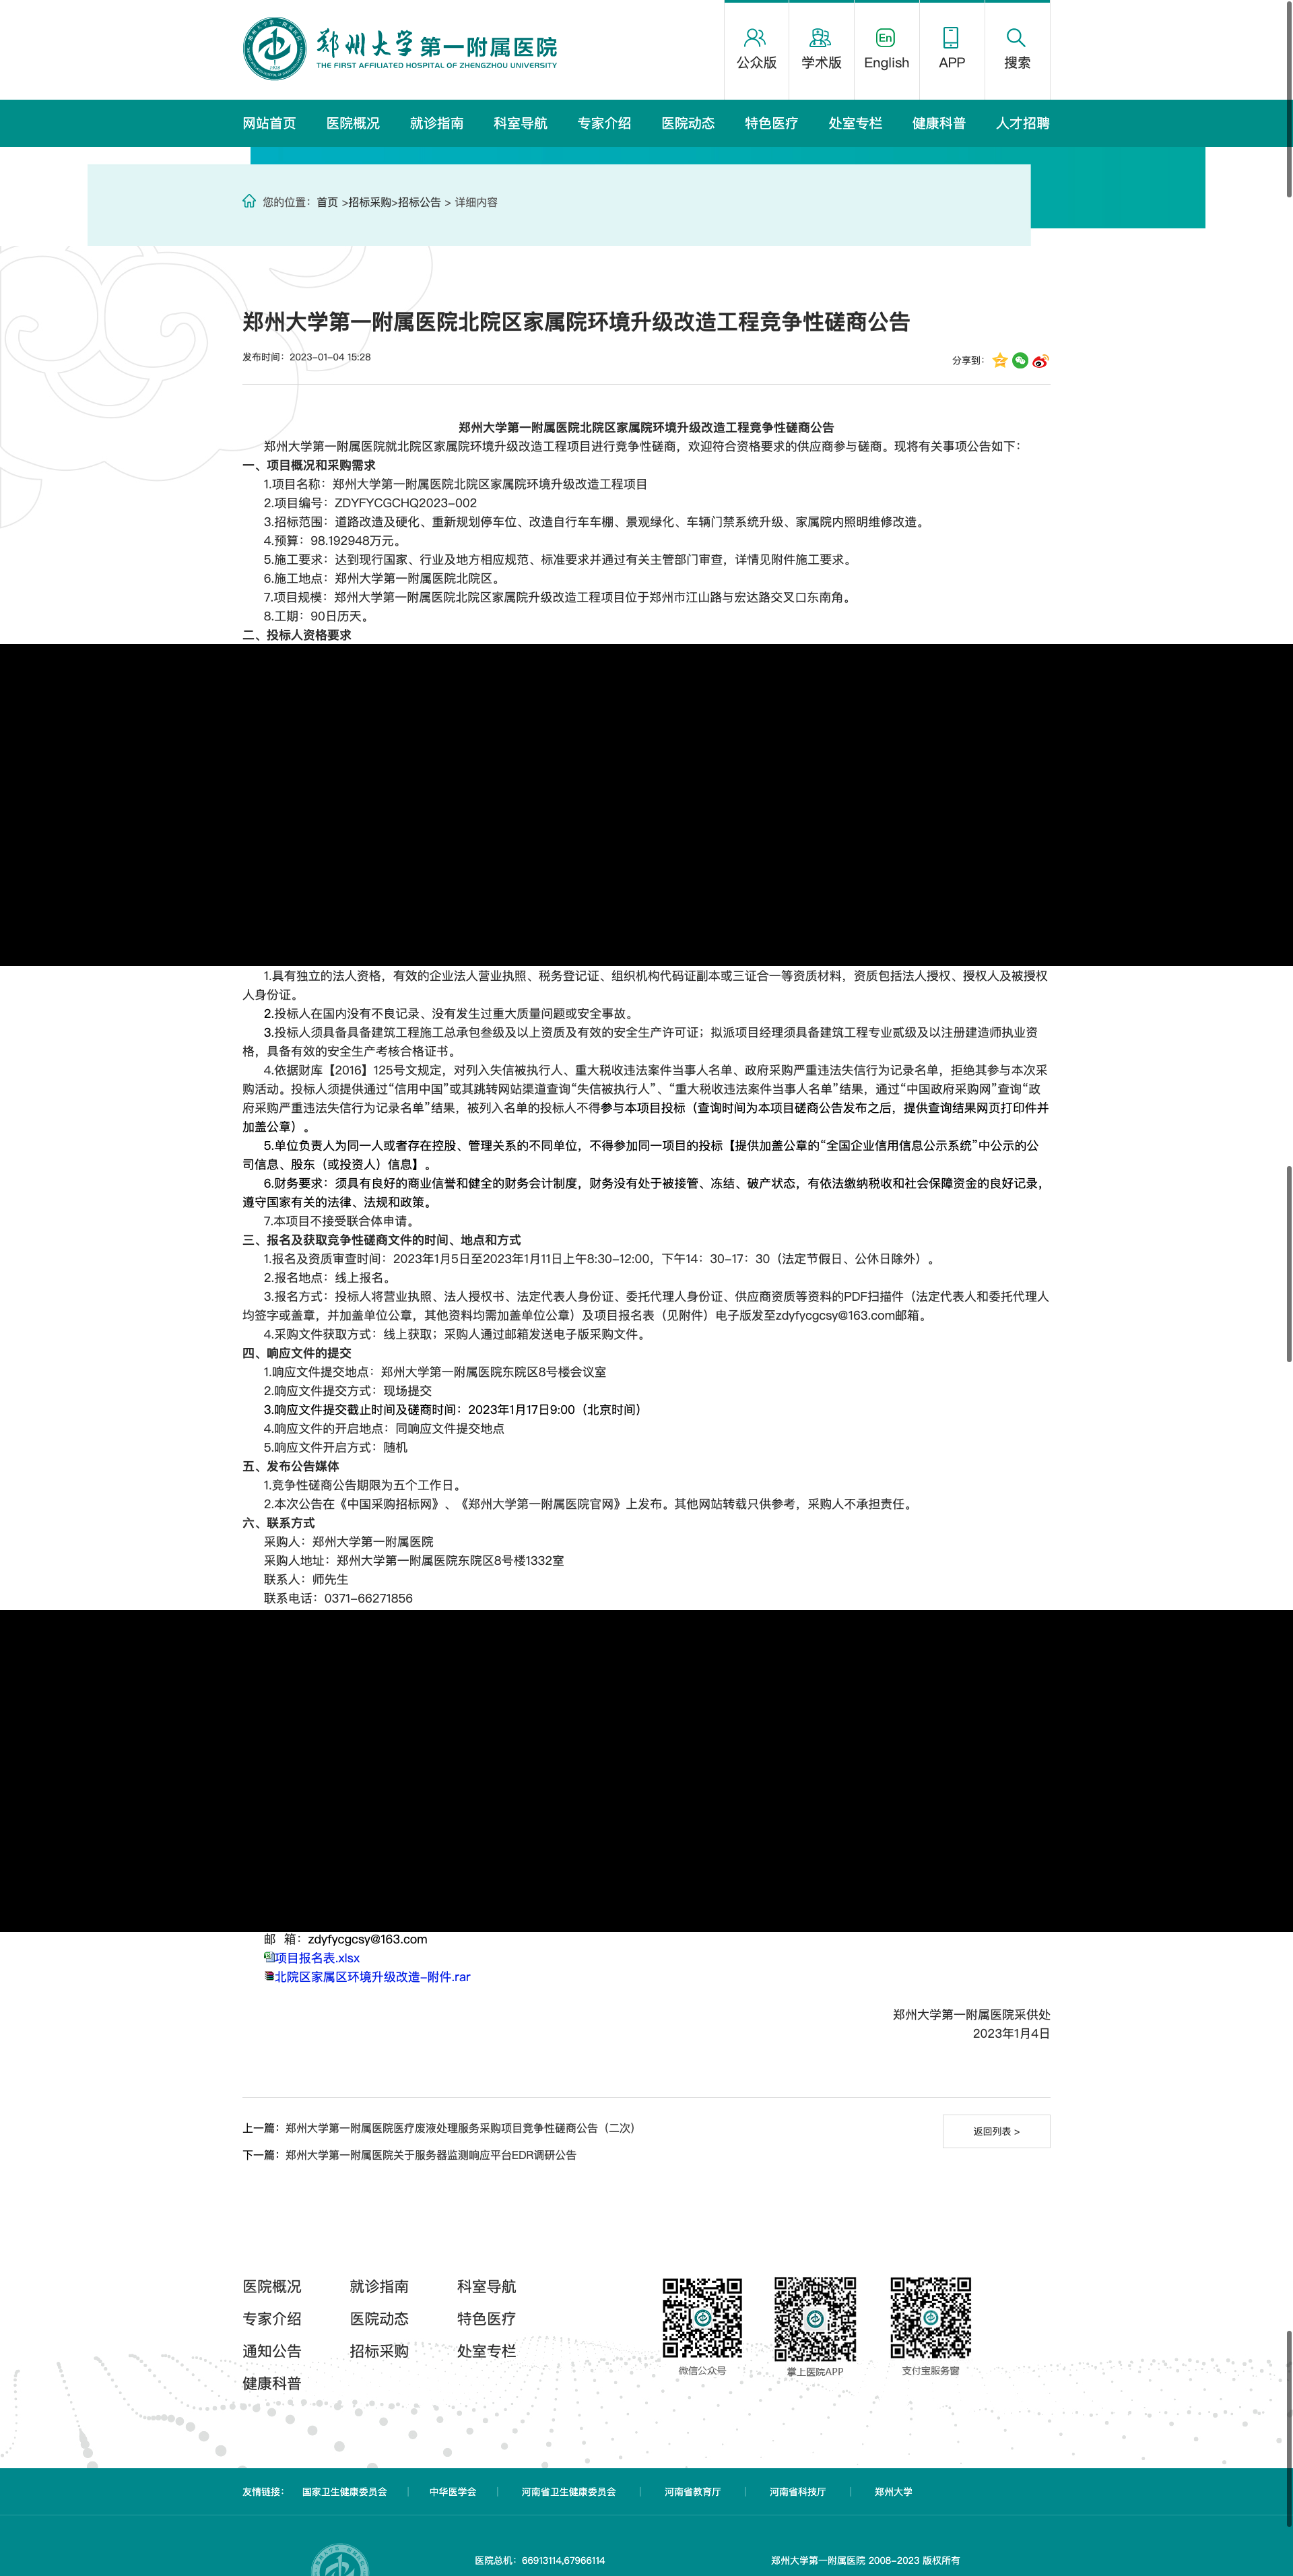 郑州大学第一附属医院
THE FIRST AFFILIATED HOSPITAL OF ZHENGZHOU UNIVERSITY
公众版
学术版
En
English
APP
搜索
网站首页 医院概况 就诊指南 科室导航 专家介绍 医院动态 特色医疗 处室专栏 健康科普 人才招聘
您的位置：首页 >招标采购>招标公告 > 详细内容
郑州大学第一附属医院北院区家属院环境升级改造工程竞争性磋商公告
发布时间：2023-01-04 15:28
分享到：
郑州大学第一附属医院北院区家属院环境升级改造工程竞争性磋商公告
郑州大学第一附属医院就北院区家属院环境升级改造工程项目进行竞争性磋商，欢迎符合资格要求的供应商参与磋商。现将有关事项公告如下：
一、项目概况和采购需求
1.项目名称：郑州大学第一附属医院北院区家属院环境升级改造工程项目
2.项目编号：ZDYFYCGCHQ2023-002
3.招标范围：道路改造及硬化、重新规划停车位、改造自行车车棚、景观绿化、车辆门禁系统升级、家属院内照明维修改造。
4.预算：98.192948万元。
5.施工要求：达到现行国家、行业及地方相应规范、标准要求并通过有关主管部门审查，详情见附件施工要求。
6.施工地点：郑州大学第一附属医院北院区。
7.项目规模：郑州大学第一附属医院北院区家属院升级改造工程项目位于郑州市江山路与宏达路交叉口东南角。
8.工期：90日历天。
二、投标人资格要求
1.具有独立的法人资格，有效的企业法人营业执照、税务登记证、组织机构代码证副本或三证合一等资质材料，资质包括法人授权、授权人及被授权
人身份证。
2.投标人在国内没有不良记录、没有发生过重大质量问题或安全事故。
3.投标人须具备具备建筑工程施工总承包叁级及以上资质及有效的安全生产许可证；拟派项目经理须具备建筑工程专业贰级及以注册建造师执业资
格，具备有效的安全生产考核合格证书。
4.依据财库【2016】125号文规定，对列入失信被执行人、重大税收违法案件当事人名单、政府采购严重违法失信行为记录名单，拒绝其参与本次采
购活动。投标人须提供通过“信用中国”或其跳转网站渠道查询“失信被执行人”、“重大税收违法案件当事人名单”结果，通过“中国政府采购网”查询“政
府采购严重违法失信行为记录名单”结果，被列入名单的投标人不得参与本项目投标（查询时间为本项目磋商公告发布之后，提供查询结果网页打印件并
加盖公章）。
5.单位负责人为同一人或者存在控股、管理关系的不同单位，不得参加同一项目的投标【提供加盖公章的“全国企业信用信息公示系统”中公示的公
司信息、股东（或投资人）信息】。
6.财务要求：须具有良好的商业信誉和健全的财务会计制度，财务没有处于被接管、冻结、破产状态，有依法缴纳税收和社会保障资金的良好记录，
遵守国家有关的法律、法规和政策。
7.本项目不接受联合体申请。
三、报名及获取竞争性磋商文件的时间、地点和方式
1.报名及资质审查时间：2023年1月5日至2023年1月11日上午8:30-12:00，下午14：30-17：30（法定节假日、公休日除外）。
2.报名地点：线上报名。
3.报名方式：投标人将营业执照、法人授权书、法定代表人身份证、委托代理人身份证、供应商资质等资料的PDF扫描件（法定代表人和委托代理人
均签字或盖章，并加盖单位公章，其他资料均需加盖单位公章）及项目报名表（见附件）电子版发至zdyfycgcsy@163.com邮箱。
4.采购文件获取方式：线上获取；采购人通过邮箱发送电子版采购文件。
四、响应文件的提交
1.响应文件提交地点：郑州大学第一附属医院东院区8号楼会议室
2.响应文件提交方式：现场提交
3.响应文件提交截止时间及磋商时间：2023年1月17日9:00（北京时间）
4.响应文件的开启地点：同响应文件提交地点
5.响应文件开启方式：随机
五、发布公告媒体
1.竞争性磋商公告期限为五个工作日。
2.本次公告在《中国采购招标网》、《郑州大学第一附属医院官网》上发布。其他网站转载只供参考，采购人不承担责任。
六、联系方式
采购人：郑州大学第一附属医院
采购人地址：郑州大学第一附属医院东院区8号楼1332室
联系人：师先生
联系电话：0371-66271856
邮 箱：zdyfycgcsy@163.com
项目报名表.xlsx
北院区家属区环境升级改造-附件.rar
郑州大学第一附属医院采供处
2023年1月4日
上一篇：郑州大学第一附属医院医疗废液处理服务采购项目竞争性磋商公告（二次）
返回列表 >
下一篇：郑州大学第一附属医院关于服务器监测响应平台EDR调研公告
医院概况 就诊指南 科室导航
专家介绍 医院动态 特色医疗
通知公告 招标采购 处室专栏
健康科普
微信公众号
掌上医院APP
支付宝服务窗
友情链接： 国家卫生健康委员会 | 中华医学会 | 河南省卫生健康委员会 | 河南省教育厅 | 河南省科技厅 | 郑州大学
医院总机：66913114,67966114
郑州大学第一附属医院 2008-2023 版权所有